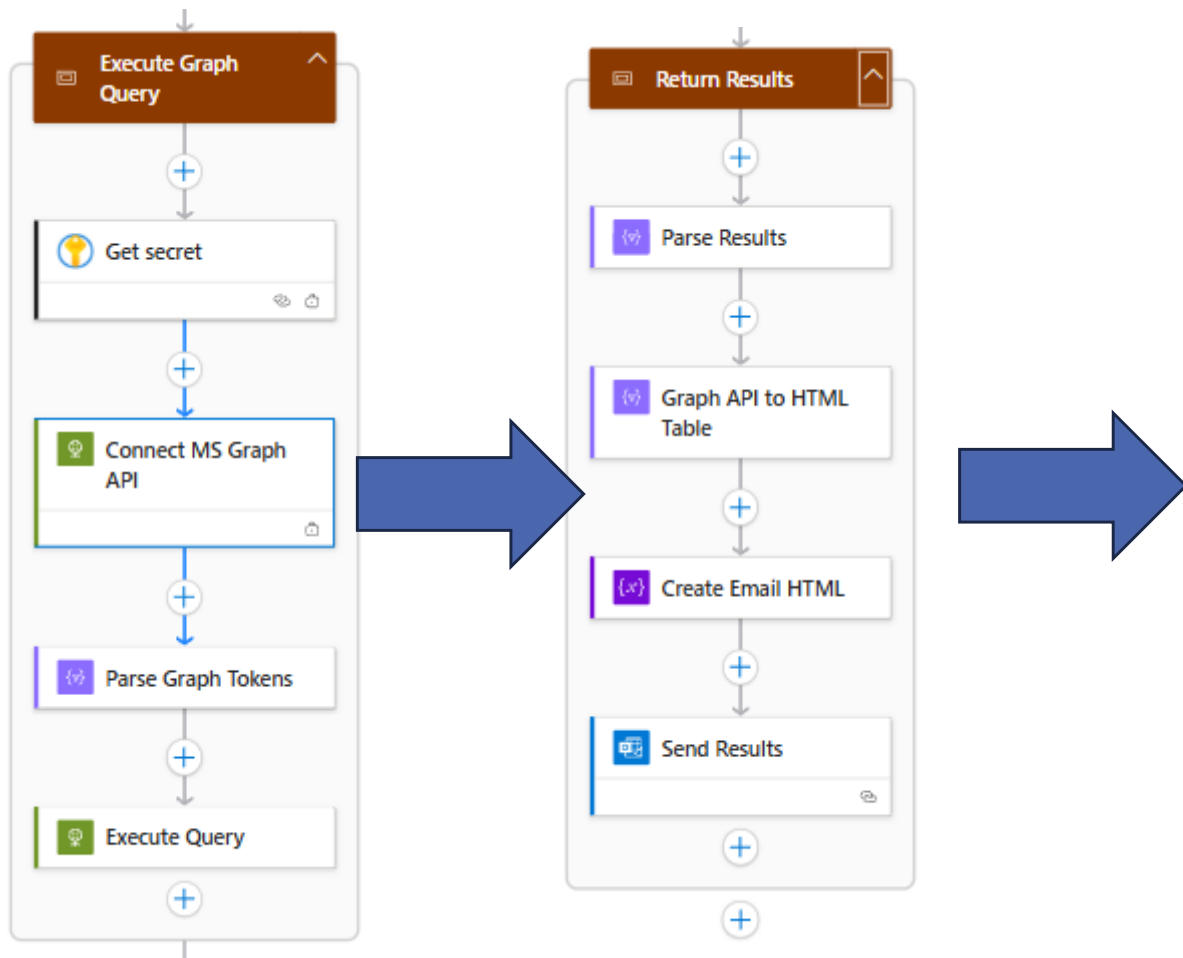 Execute Graph
Query
Get secret
Connect MS Graph
API
Parse Graph Tokens
Execute Query
Return Results
Parse Results
Graph API to HTML
Table
Create Email HTML
Send Results